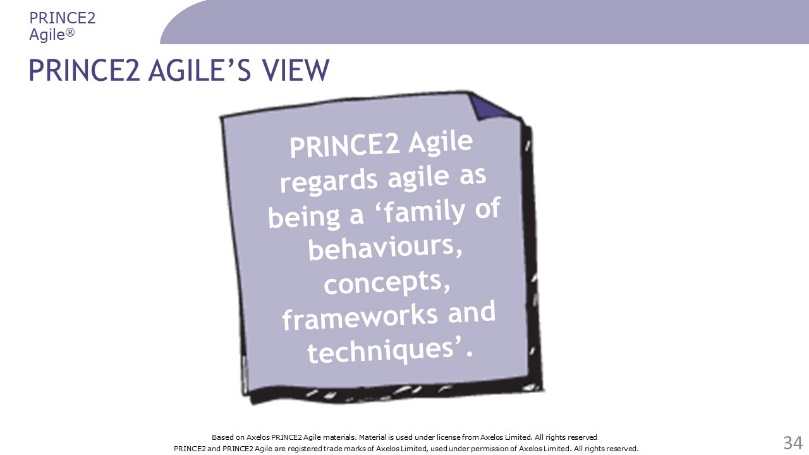 PRINCE2
Agile®
PRINCE2 AGILE’S VIEW
PRINCE2 Agile
regards agile as
being a ‘family of
behaviours,
concepts,
frameworks and
techniques’.
Based on Axelos PRINCE2 Agile materials. Material is used under license from Axelos Limited. All rights reserved
PRINCE2 and PRINCE2 Agile are registered trade marks of Axelos Limited, used under permission of Axelos Limited. All rights reserved.
34